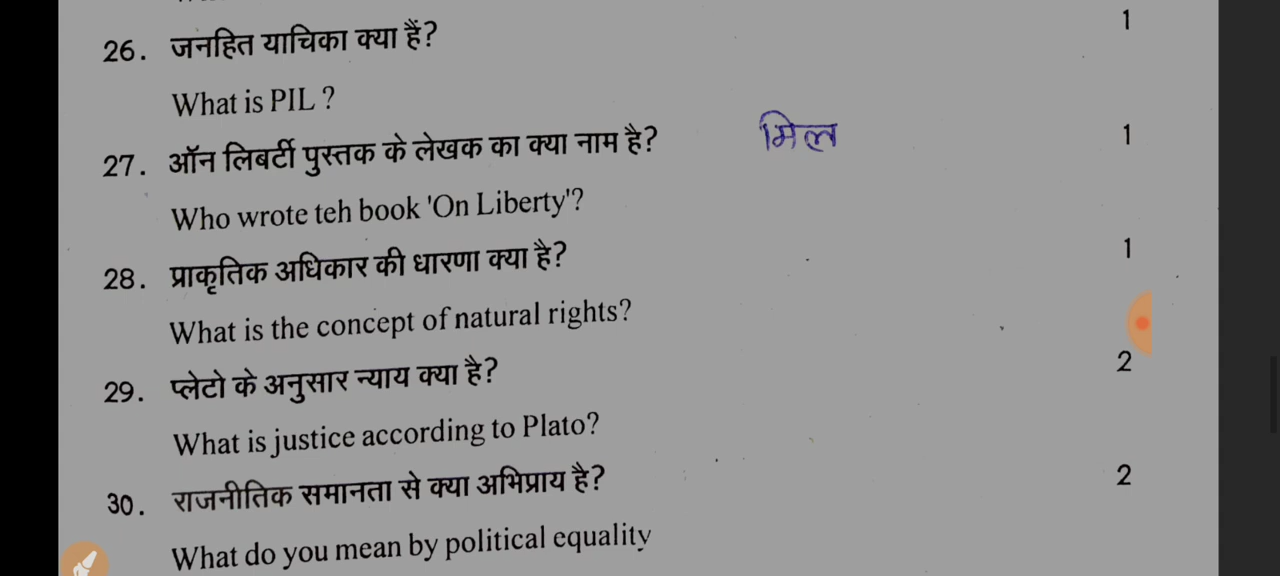 26. जनहित याचिका क्या हैं? 1
What is PIL ?
27. ऑन लिबर्टी पुस्तक के लेखक का क्या नाम है? मिल 1
Who wrote teh book 'On Liberty'?
28. प्राकृतिक अधिकार की धारणा क्या है? 1
What is the concept of natural rights?
29. प्लेटो के अनुसार न्याय क्या है? 2
What is justice according to Plato?
30. राजनीतिक समानता से क्या अभिप्राय है? 2
What do you mean by political equality